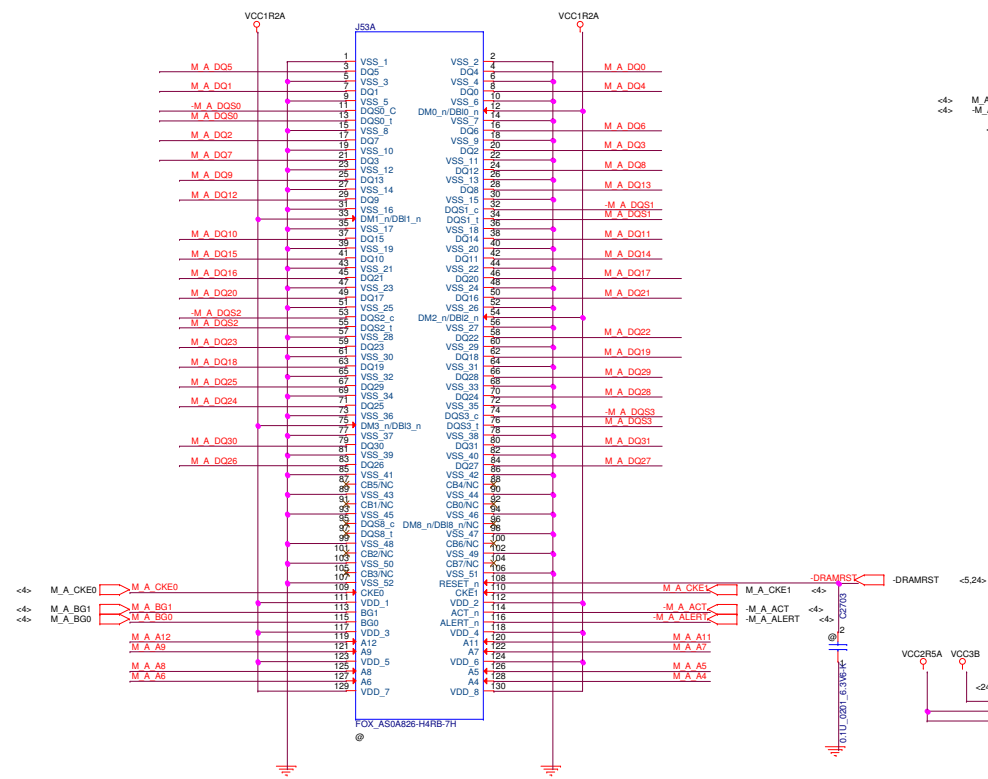 VCC1R2A VCC1R2A
J53A
1 VSS_1 VSS_2 2
M_A_DQ5 3 DQ5 DQ4 4 M_A_DQ0
5 VSS_3 VSS_4 6
M_A_DQ1 7 DQ1 DQ0 8 M_A_DQ4
9 VSS_5 VSS_6 10
-M_A_DQS0 11 DQS0_C DM0_n/DBI0_n 12
M_A_DQS0 13 DQS0_t VSS_7 14
15 VSS_8 DQ6 16 M_A_DQ6
M_A_DQ2 17 DQ7 VSS_9 18
19 VSS_10 DQ2 20 M_A_DQ3
M_A_DQ7 21 DQ3 VSS_11 22
23 VSS_12 DQ12 24 M_A_DQ8
M_A_DQ9 25 DQ13 VSS_13 26
27 VSS_14 DQ8 28 M_A_DQ13
M_A_DQ12 29 DQ9 VSS_15 30
31 VSS_16 DQS1_c 32 -M_A_DQS1
33 DM1_n/DBI1_n DQS1_t 34 M_A_DQS1
35 VSS_17 VSS_18 36
M_A_DQ10 37 DQ15 DQ14 38 M_A_DQ11
39 VSS_19 VSS_20 40
M_A_DQ15 41 DQ10 DQ11 42 M_A_DQ14
43 VSS_21 VSS_22 44
M_A_DQ16 45 DQ21 DQ20 46 M_A_DQ17
47 VSS_23 VSS_24 48
M_A_DQ20 49 DQ17 DQ16 50 M_A_DQ21
51 VSS_25 VSS_26 52
-M_A_DQS2 53 DQS2_c DM2_n/DBI2_n 54
M_A_DQS2 55 DQS2_t VSS_27 56
57 VSS_28 DQ22 58 M_A_DQ22
M_A_DQ23 59 DQ23 VSS_29 60
61 VSS_30 DQ18 62 M_A_DQ19
M_A_DQ18 63 DQ19 VSS_31 64
65 VSS_32 DQ28 66 M_A_DQ29
M_A_DQ25 67 DQ29 VSS_33 68
69 VSS_34 DQ24 70 M_A_DQ28
M_A_DQ24 71 DQ25 VSS_35 72
73 VSS_36 DQS3_c 74 -M_A_DQS3
75 DM3_n/DBI3_n DQS3_t 76 M_A_DQS3
77 VSS_37 VSS_38 78
M_A_DQ30 79 DQ30 DQ31 80 M_A_DQ31
81 VSS_39 VSS_40 82
M_A_DQ26 83 DQ26 DQ27 84 M_A_DQ27
85 VSS_41 VSS_42 86
87 CB5/NC CB4/NC 88
89 VSS_43 VSS_44 90
91 CB1/NC CB0/NC 92
93 VSS_45 VSS_46 94
95 DQS8_c DM8_n/DBI8_n/NC 96
97 DQS8_t VSS_47 98
99 VSS_48 CB6/NC 100
101 CB2/NC VSS_49 102
103 VSS_50 CB7/NC 104
105 CB3/NC VSS_51 106
107 VSS_52 RESET_n 108 -DRAMRST -DRAMRST <5,24>
<4> M_A_CKE0 M_A_CKE0 109 CKE0 CKE1 110 M_A_CKE1 M_A_CKE1 <4>
111 VDD_1 VDD_2 112
<4> M_A_BG1 M_A_BG1 113 BG1 ACT_n 114 -M_A_ACT -M_A_ACT <4>
<4> M_A_BG0 M_A_BG0 115 BG0 ALERT_n 116 -M_A_ALERT -M_A_ALERT <4>
117 VDD_3 VDD_4 118
M_A_A12 119 A12 A11 120 M_A_A11
M_A_A9 121 A9 A7 122 M_A_A7
123 VDD_5 VDD_6 124
M_A_A8 125 A8 A5 126 M_A_A5
M_A_A6 127 A6 A4 128 M_A_A4
129 VDD_7 VDD_8 130
FOX_AS0A826-H4RB-7H
@
<4> M_A
<4> -M_
C2703
2
@
0.1U_0201_6.3V6-K
VCC2R5A VCC3B
<24